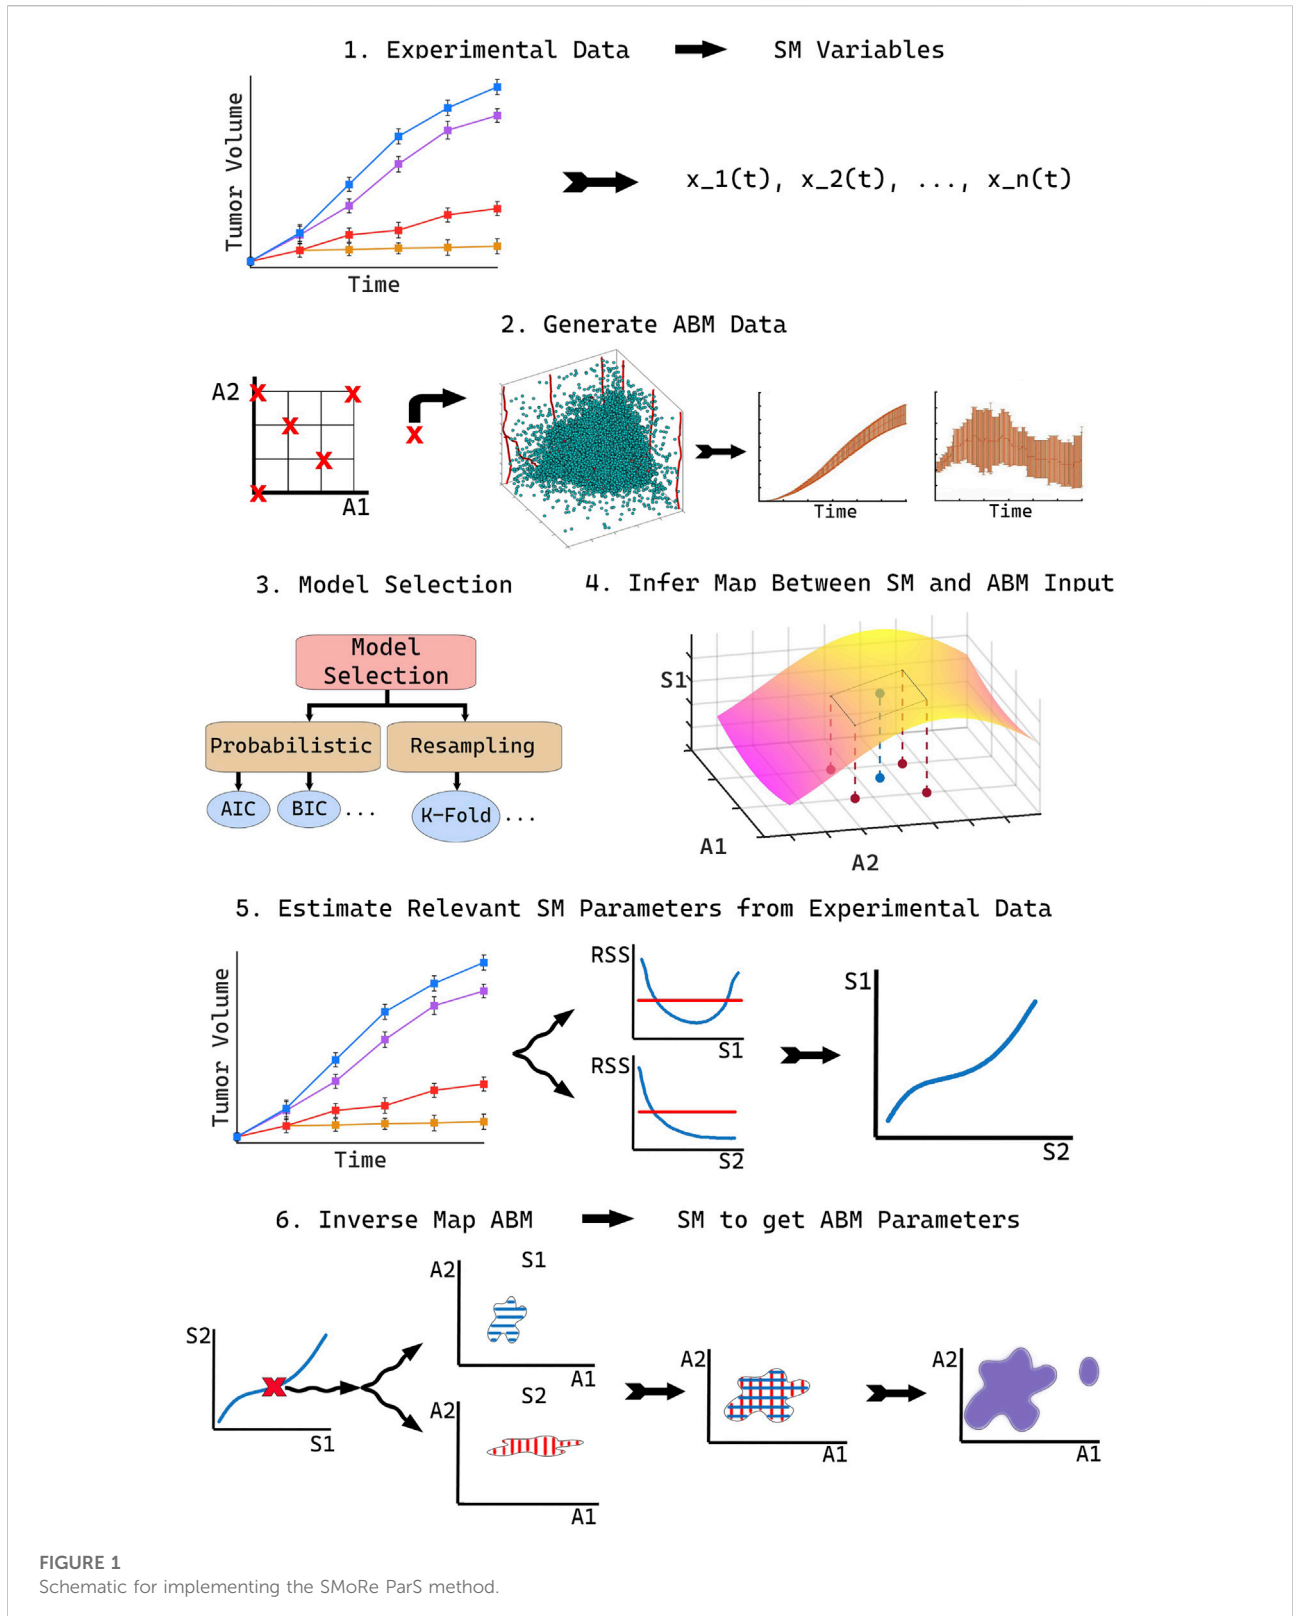 1. Experimental Data → SM Variables
Tumor Volume
Time
x_1(t), x_2(t), ..., x_n(t)
2. Generate ABM Data
A2
A1
Time
Time
3. Model Selection
Model
Selection
Probabilistic
Resampling
AIC
BIC
...
K-Fold
...
4. Infer Map Between SM and ABM Input
S1
A1
A2
5. Estimate Relevant SM Parameters from Experimental Data
Tumor Volume
Time
RSS
S1
RSS
S2
S1
S2
6. Inverse Map ABM → SM to get ABM Parameters
S2
S1
S1
A2
A1
S2
A2
A1
A2
A1
A2
A1
FIGURE 1
Schematic for implementing the SMoRe ParS method.